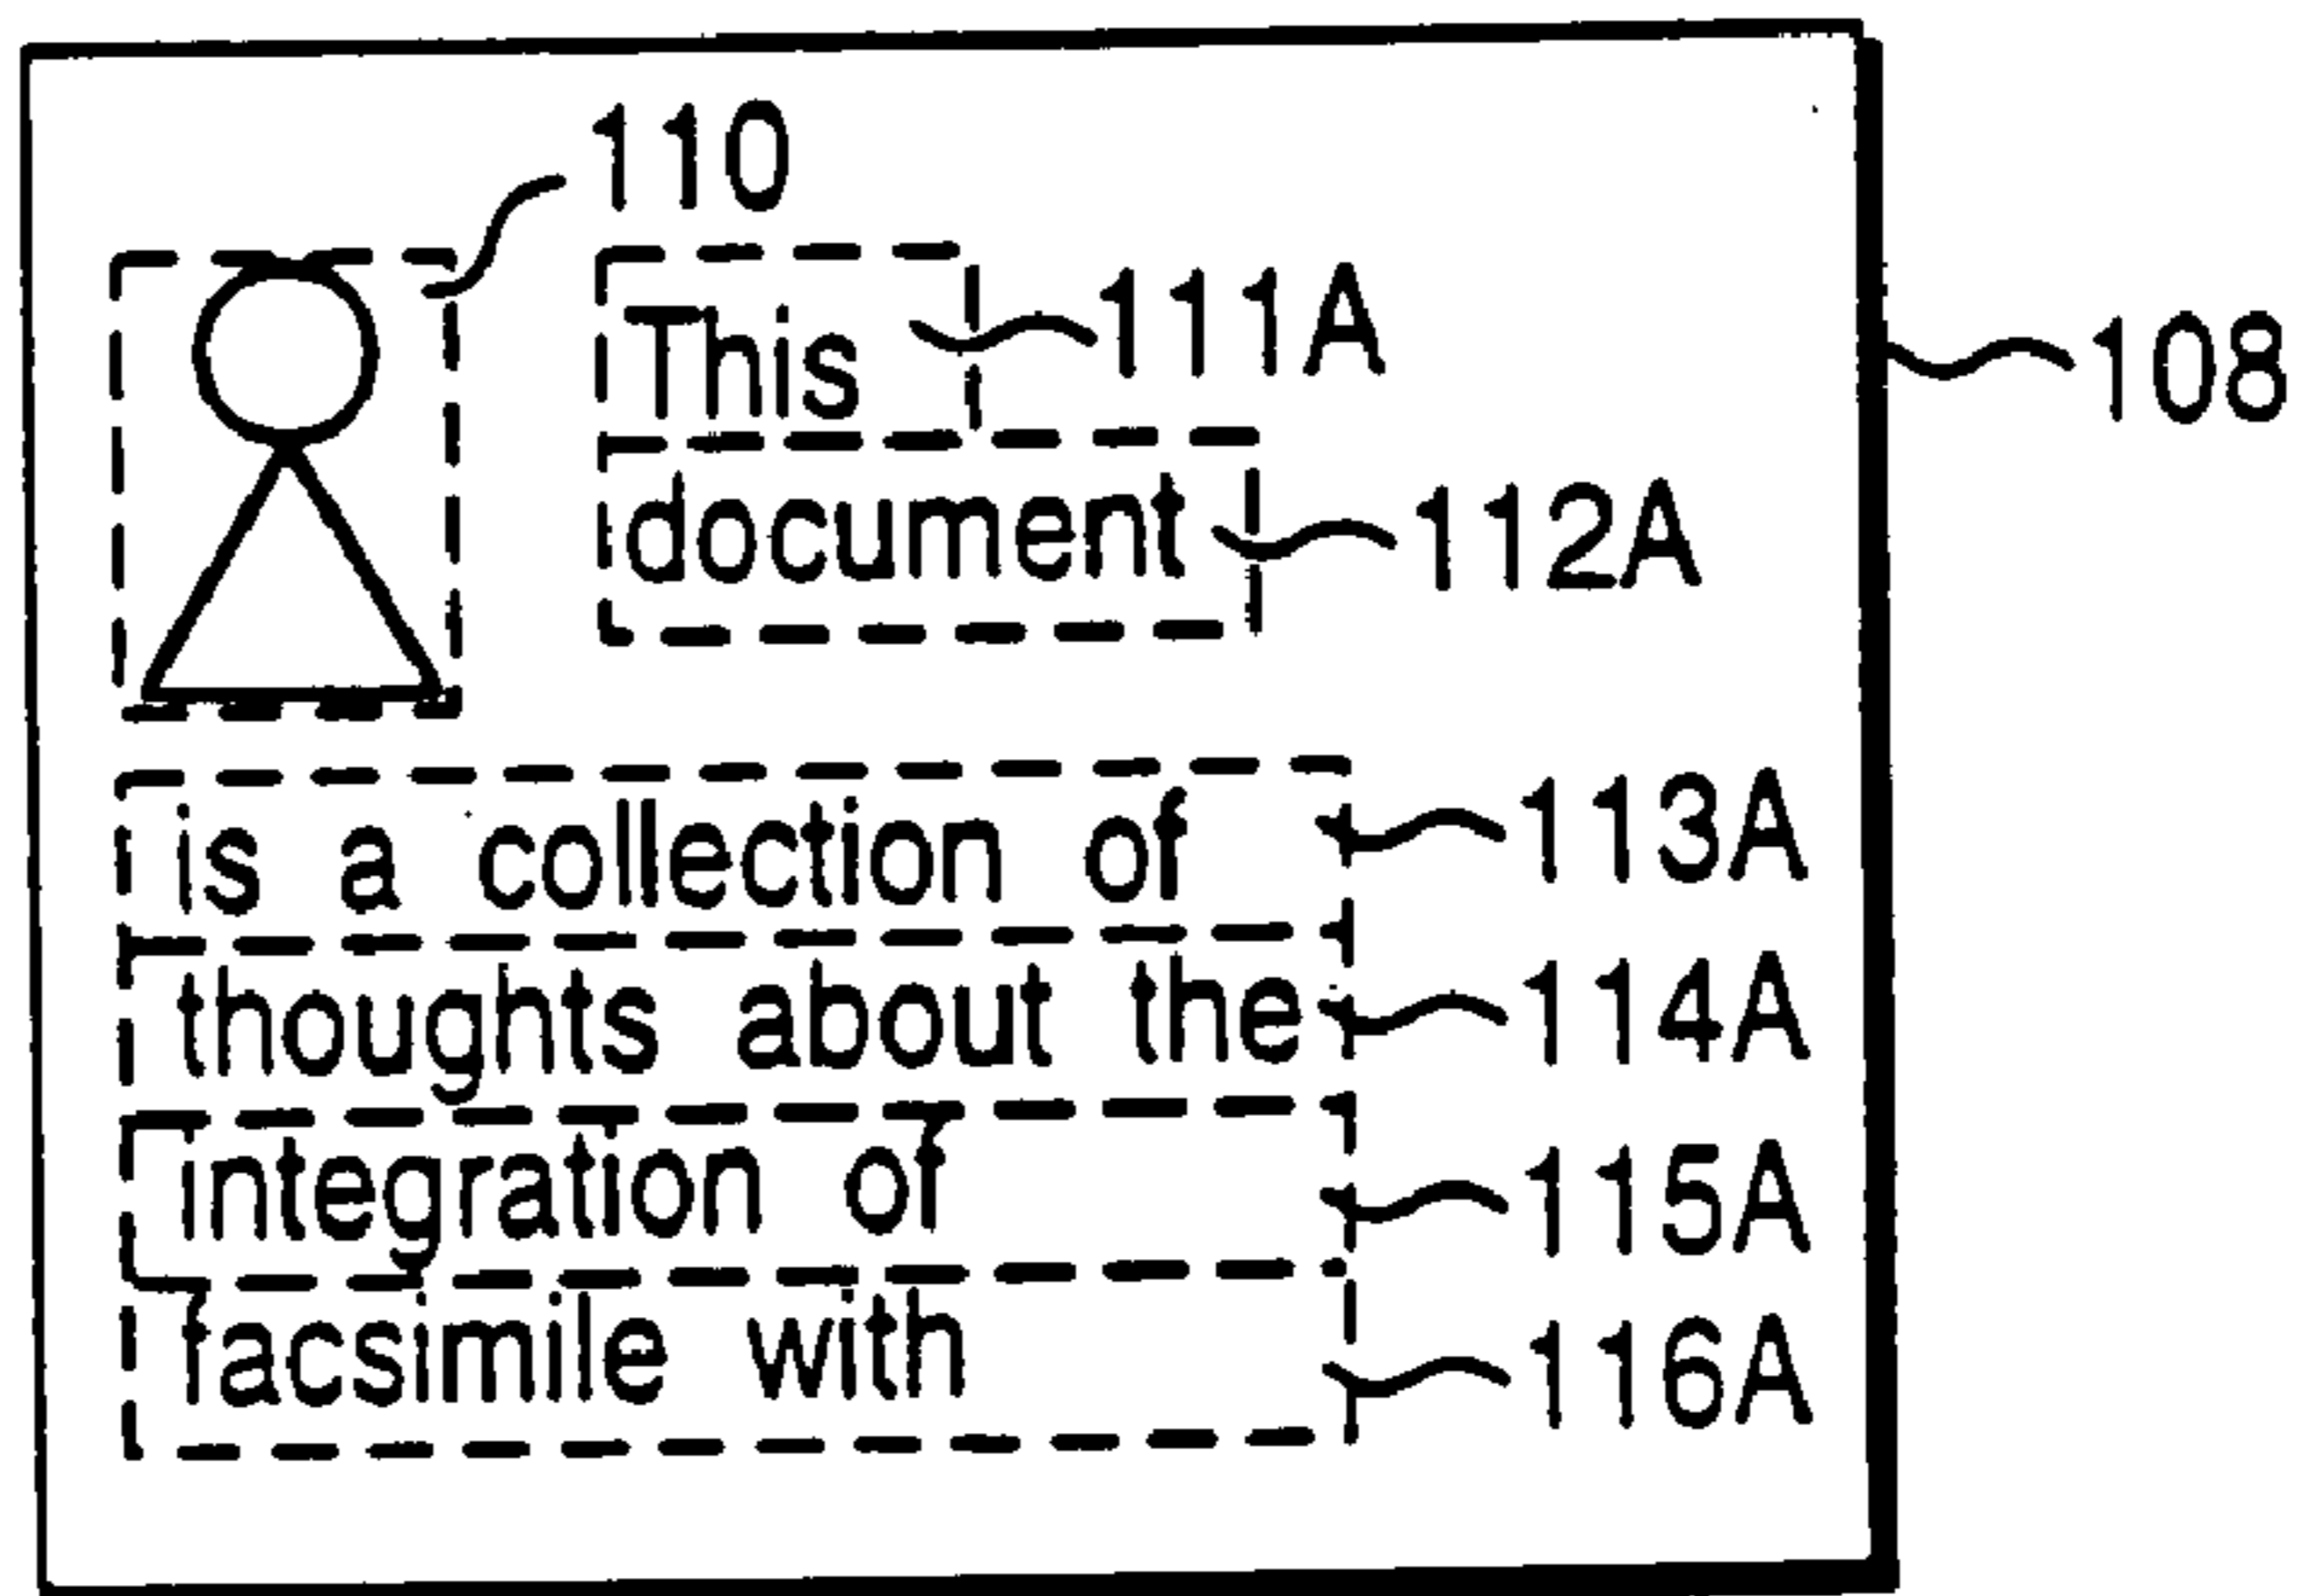 110
This 111A
108
document 112A
is a collection of 113A
thoughts about the 114A
integration of 115A
facsimile with 116A